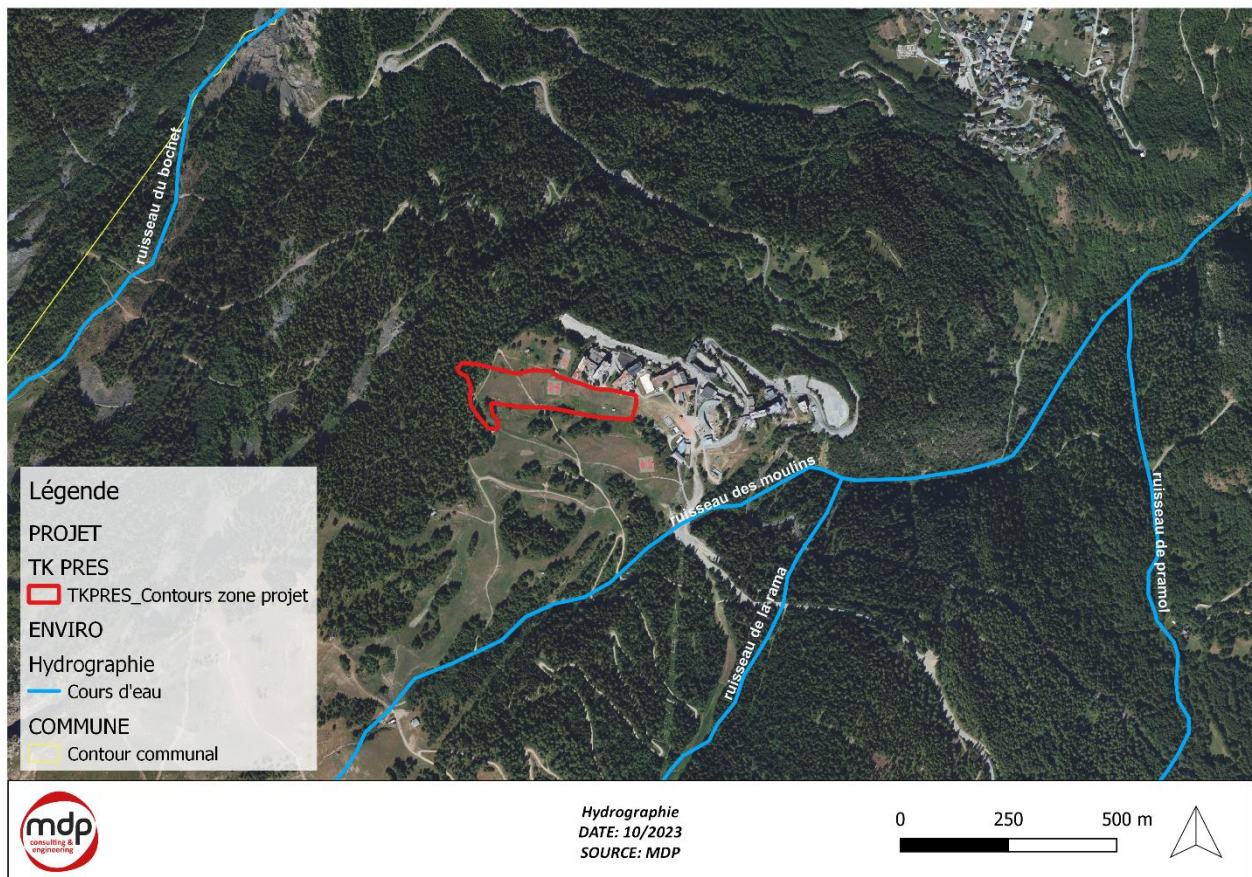 ruisseau du bochet
ruisseau des moulins
ruisseau de la rama
ruisseau de pramol
Légende
PROJET
TK PRES
TKPRES_Contours zone projet
ENVIRO
Hydrographie
Cours d'eau
COMMUNE
Contour communal
mdp
consulting &
engineering
Hydrographie
DATE: 10/2023
SOURCE: MDP
0 250 500 m